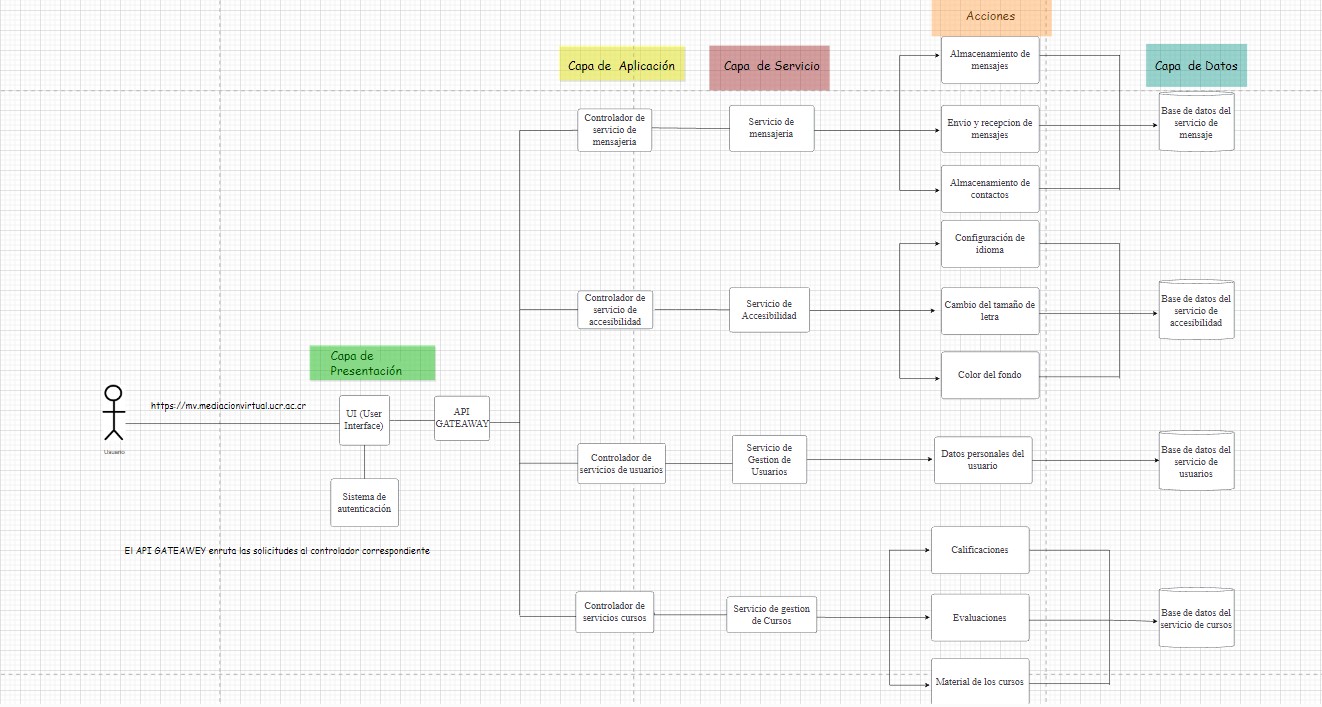 Acciones
Capa de Aplicación
Capa de Servicio
Capa de Datos
Almacenamiento de
mensajes
Controlador de
servicio de
mensajeria
Servicio de
mensajeria
Envio y recepcion de
mensajes
Base de datos del
servicio de
mensaje
Almacenamiento de
contactos
Configuración de
idioma
Controlador de
servicio de
accesibilidad
Servicio de
Accesibilidad
Cambio del tamaño de
letra
Base de datos del
servicio de
accesibilidad
Color del fondo
Capa de
Presentación
https://mv.mediacionvirtual.ucr.ac.cr
Usuario
UI (User
Interface)
API
GATEAWAY
Sistema de
autenticación
Controlador de
servicios de usuarios
Servicio de
Gestion de
Usuarios
Datos personales del
usuario
Base de datos del
servicio de
usuarios
El API GATEAWEY enruta las solicitudes al controlador correspondiente
Calificaciones
Controlador de
servicios cursos
Servicio de gestion
de Cursos
Evaluaciones
Base de datos del
servicio de cursos
Material de los cursos